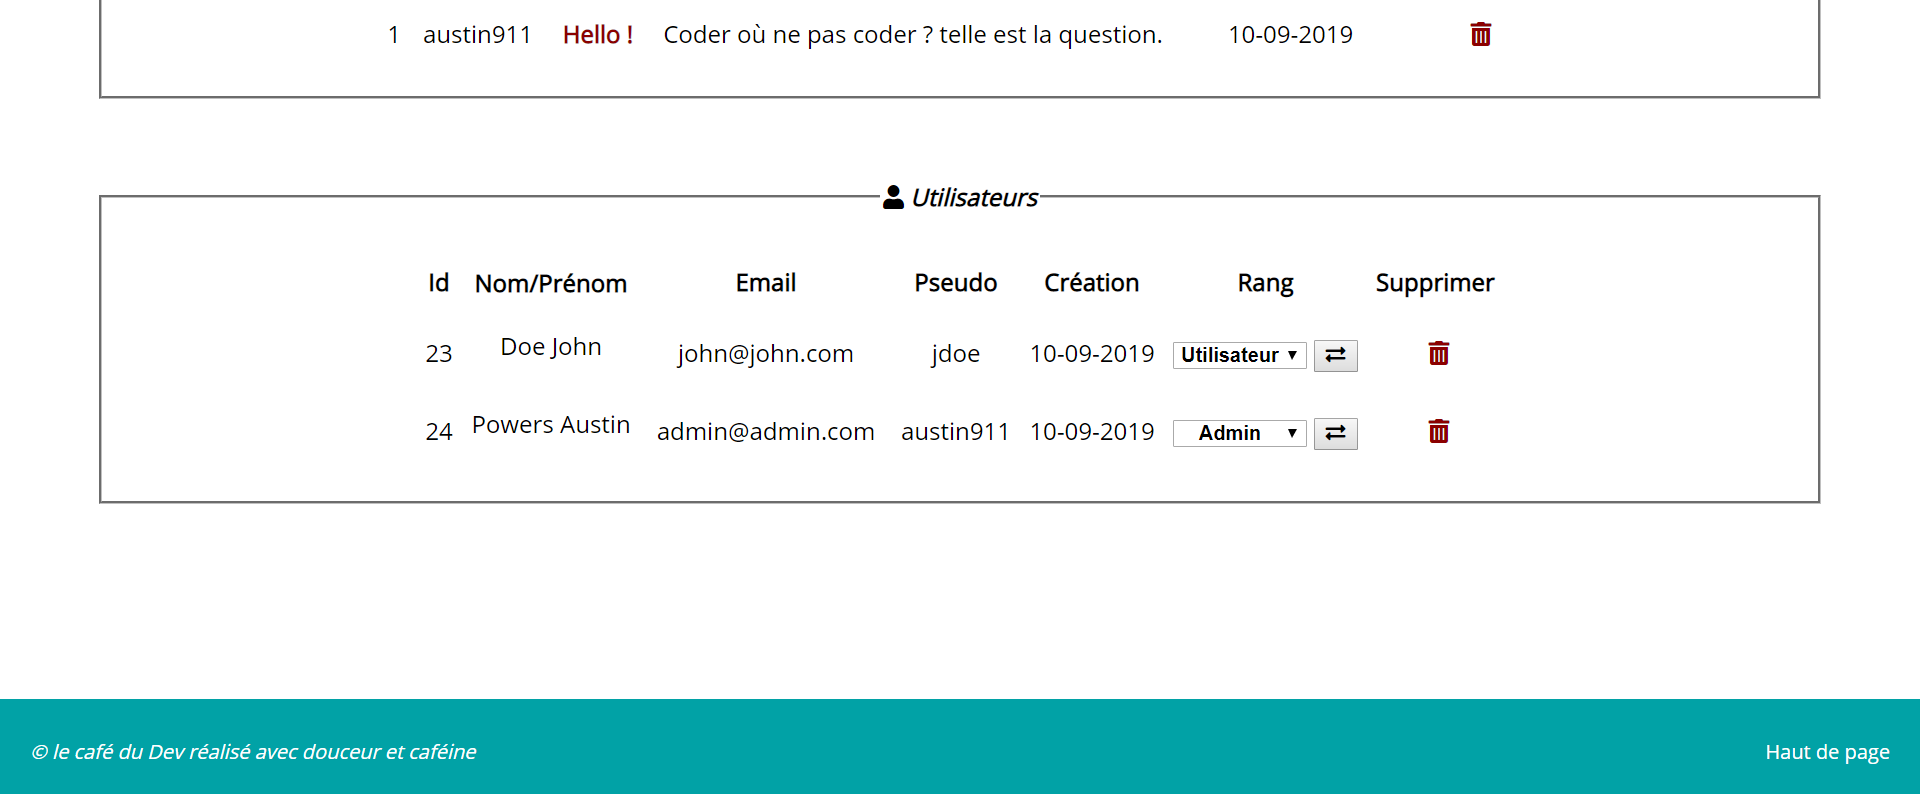 1 austin911 Hello ! Coder où ne pas coder ? telle est la question. 10-09-2019
Utilisateurs
Id Nom/Prénom Email Pseudo Création Rang Supprimer
23 Doe John john@john.com jdoe 10-09-2019 Utilisateur
24 Powers Austin admin@admin.com austin911 10-09-2019 Admin
© le café du Dev réalisé avec douceur et caféine Haut de page